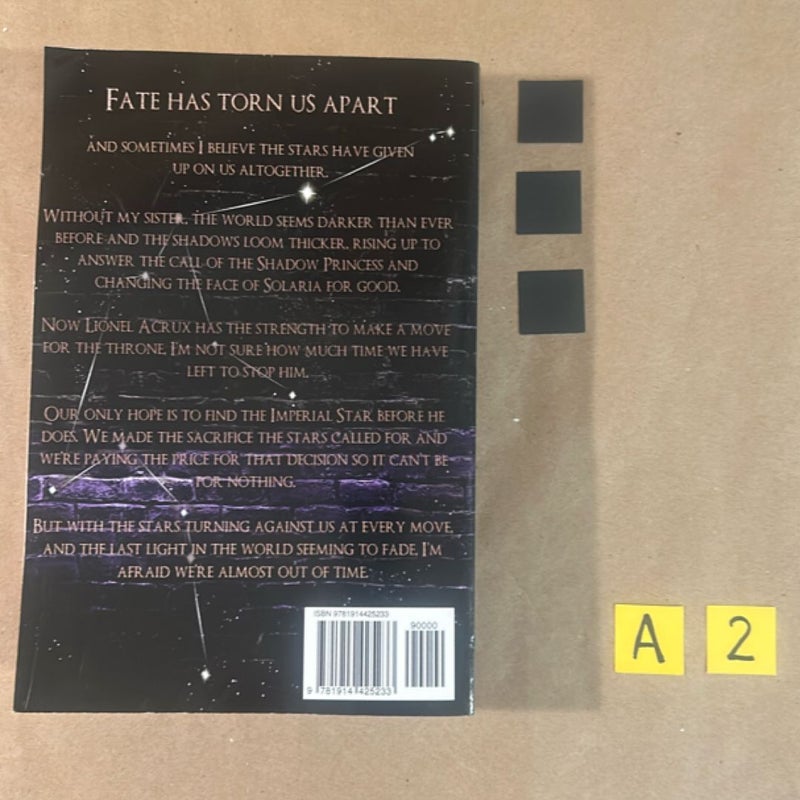 FATE HAS TORN US APART
AND SOMETIMES I BELIEVE THE STARS HAVE GIVEN
UP ON US ALTOGETHER.
WITHOUT MY SISTER, THE WORLD SEEMS DARKER THAN EVER
BEFORE AND THE SHADOWS LOOM THICKER, RISING UP TO
ANSWER THE CALL OF THE SHADOW PRINCESS AND
CHANGING THE FACE OF SOLARIA FOR GOOD.
NOW LIONEL ACRUX HAS THE STRENGTH TO MAKE A MOVE
FOR THE THRONE, I'M NOT SURE HOW MUCH TIME WE HAVE
LEFT TO STOP HIM.
OUR ONLY HOPE IS TO FIND THE IMPERIAL STAR BEFORE HE
DOES. WE MADE THE SACRIFICE THE STARS CALLED FOR AND
WE'RE PAYING THE PRICE FOR THAT DECISION SO IT CAN'T BE
FOR NOTHING.
BUT WITH THE STARS TURNING AGAINST US AT EVERY MOVE,
AND THE LAST LIGHT IN THE WORLD SEEMING TO FADE, I'M
AFRAID WE'RE ALMOST OUT OF TIME.
ISBN 9781914425233
90000
9 781914 425233
A 2